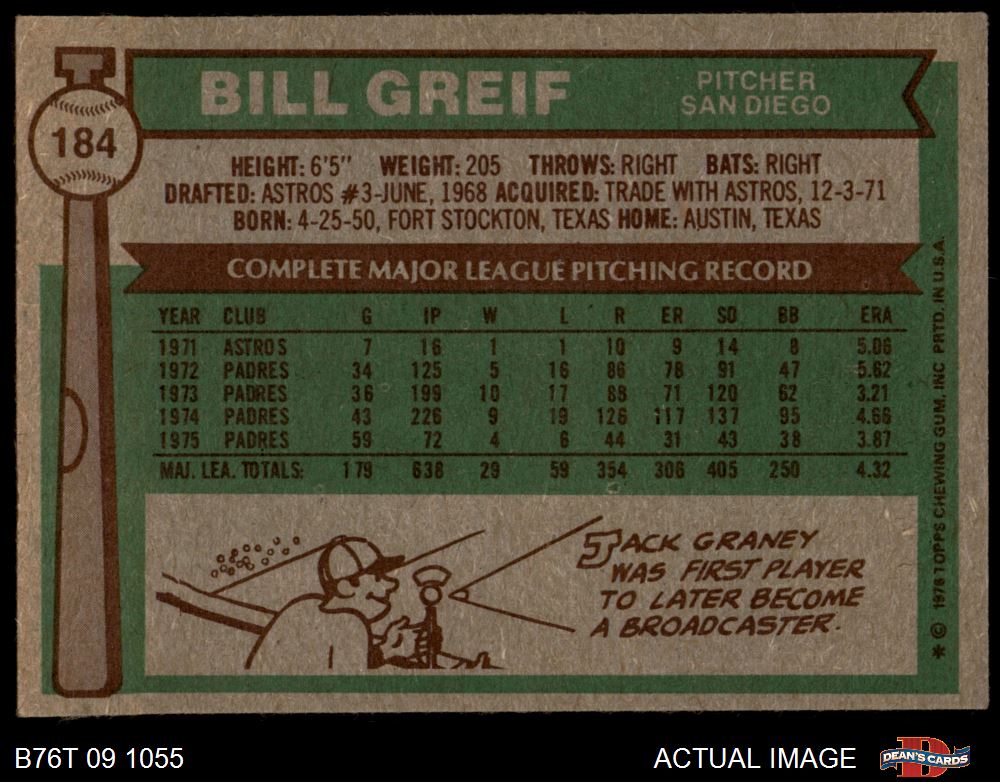 184
BILL GREIF
PITCHER
SAN DIEGO
HEIGHT: 6'5" WEIGHT: 205 THROWS: RIGHT BATS: RIGHT
DRAFTED: ASTROS #3-JUNE, 1968 ACQUIRED: TRADE WITH ASTROS, 12-3-71
BORN: 4-25-50, FORT STOCKTON, TEXAS HOME: AUSTIN, TEXAS
COMPLETE MAJOR LEAGUE PITCHING RECORD
YEAR CLUB G IP W L R ER SO BB ERA
1971 ASTROS 7 16 1 1 10 9 14 8 5.06
1972 PADRES 34 125 5 16 86 78 91 47 5.62
1973 PADRES 36 199 10 17 88 71 120 62 3.21
1974 PADRES 43 226 9 19 126 117 137 95 4.66
1975 PADRES 59 72 4 6 44 31 43 38 3.87
MAJ. LEA. TOTALS: 179 638 29 59 354 306 405 250 4.32
JACK GRANEY
WAS FIRST PLAYER
TO LATER BECOME
A BROADCASTER.
* © 1976 TOPPS CHEWING GUM, INC PRTD. IN U.S.A.
B76T 09 1055
ACTUAL IMAGE
DEAN'S CARDS